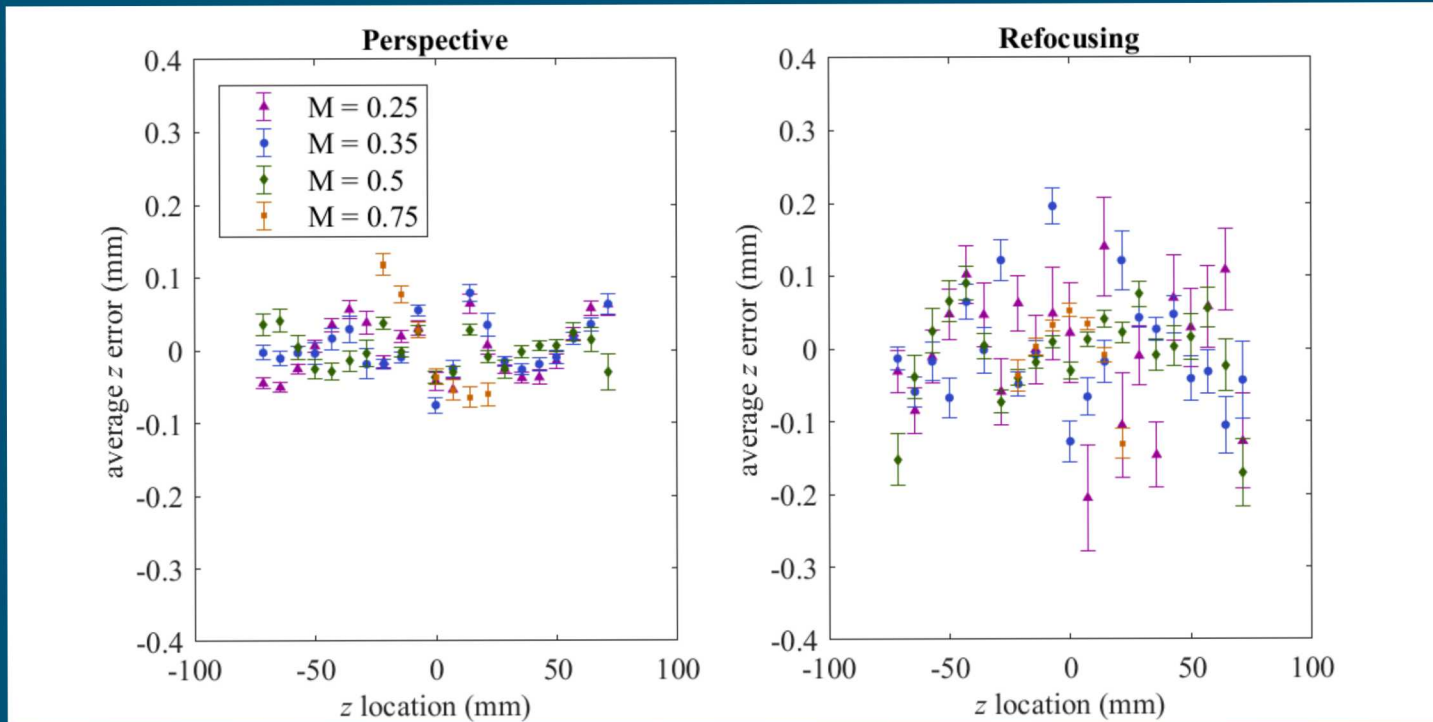 Perspective
0.4
0.3
0.2
0.1
0
-0.1
-0.2
-0.3
-0.4
average z error (mm)
M = 0.25
M = 0.35
M = 0.5
M = 0.75
-100
-50
0
50
100
z location (mm)
Refocusing
0.4
0.3
0.2
0.1
0
-0.1
-0.2
-0.3
-0.4
average z error (mm)
-100
-50
0
50
100
z location (mm)